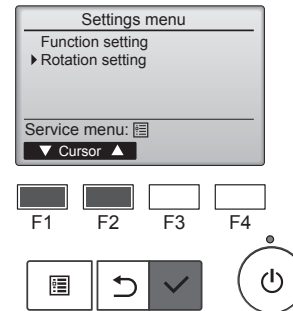 Settings menu
Function setting
Rotation setting
Service menu:
Cursor
F1 F2 F3 F4